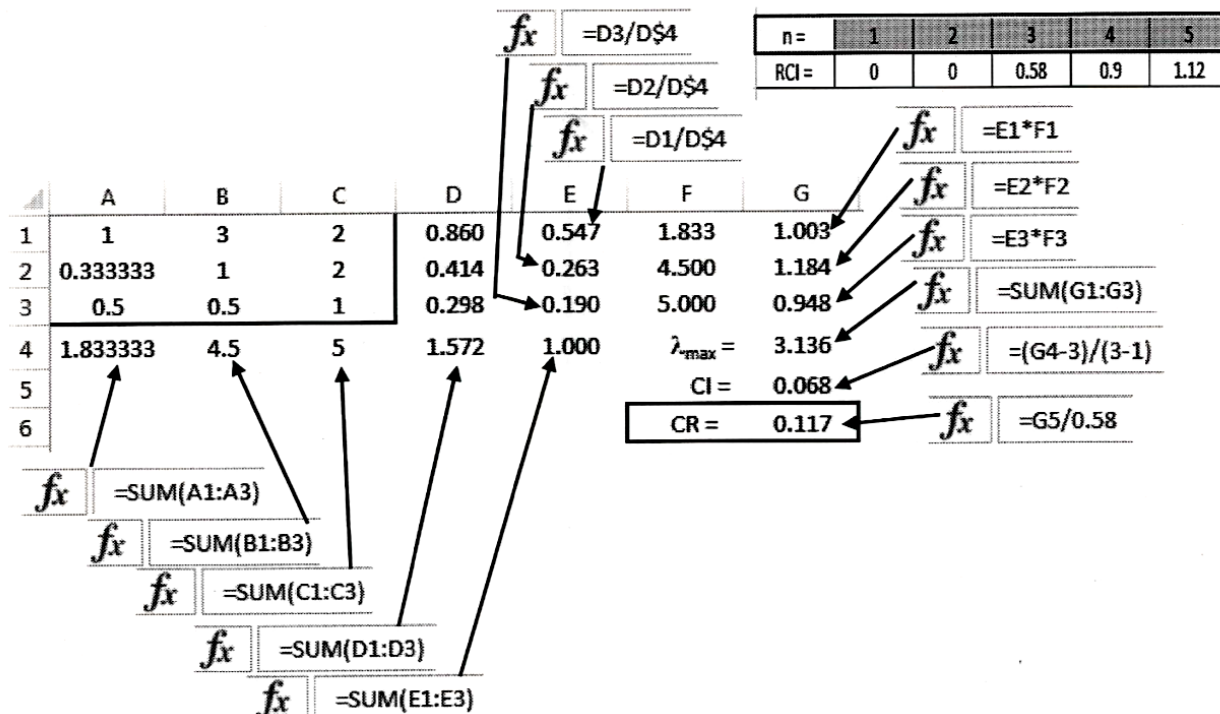 fx =D3/D$4
fx =D2/D$4
fx =D1/D$4
n = 1 2 3 4 5
RCI = 0 0 0.58 0.9 1.12
fx =E1*F1
fx =E2*F2
fx =E3*F3
fx =SUM(G1:G3)
fx =(G4-3)/(3-1)
fx =G5/0.58
A B C D E F G
1 1 3 2 0.860 0.547 1.833 1.003
2 0.333333 1 2 0.414 0.263 4.500 1.184
3 0.5 0.5 1 0.298 0.190 5.000 0.948
4 1.833333 4.5 5 1.572 1.000 λmax = 3.136
5 CI = 0.068
6 CR = 0.117
fx =SUM(A1:A3)
fx =SUM(B1:B3)
fx =SUM(C1:C3)
fx =SUM(D1:D3)
fx =SUM(E1:E3)